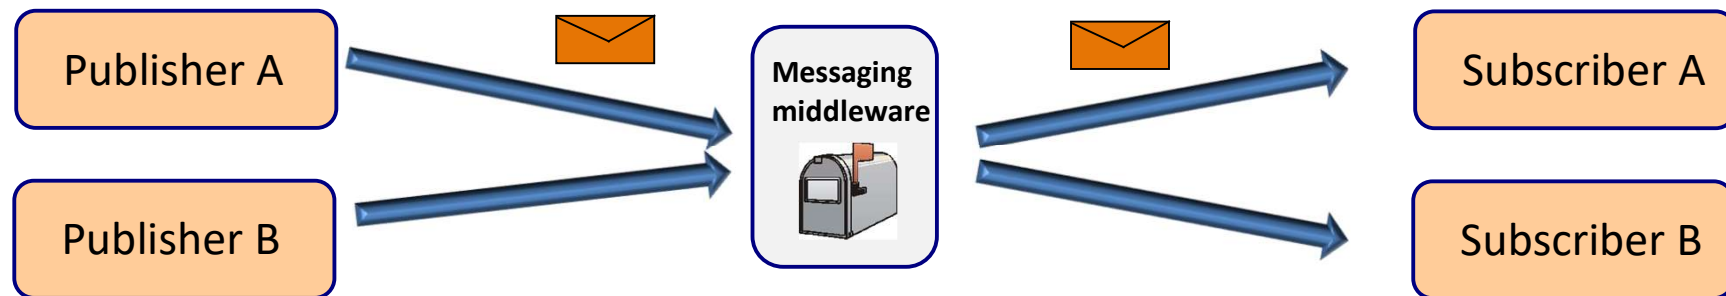 Publisher A
Publisher B
Messaging
middleware
Subscriber A
Subscriber B